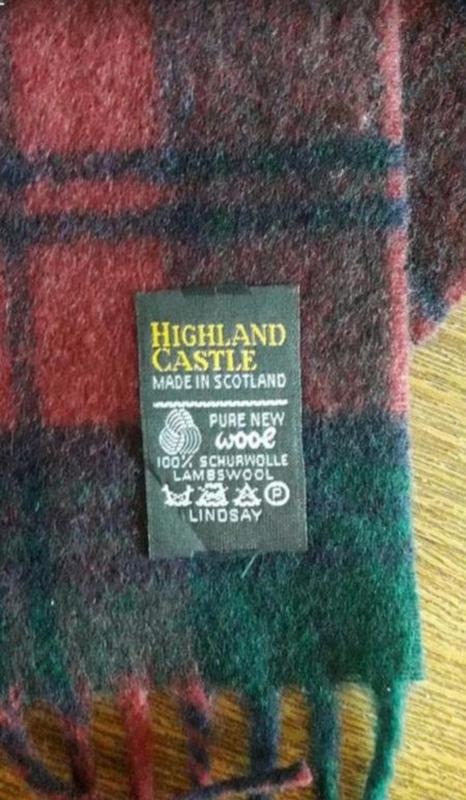 HIGHLAND
CASTLE
MADE IN SCOTLAND
PURE NEW
wool
100% SCHURWOLLE
LAMBSWOOL
P
LINDSAY